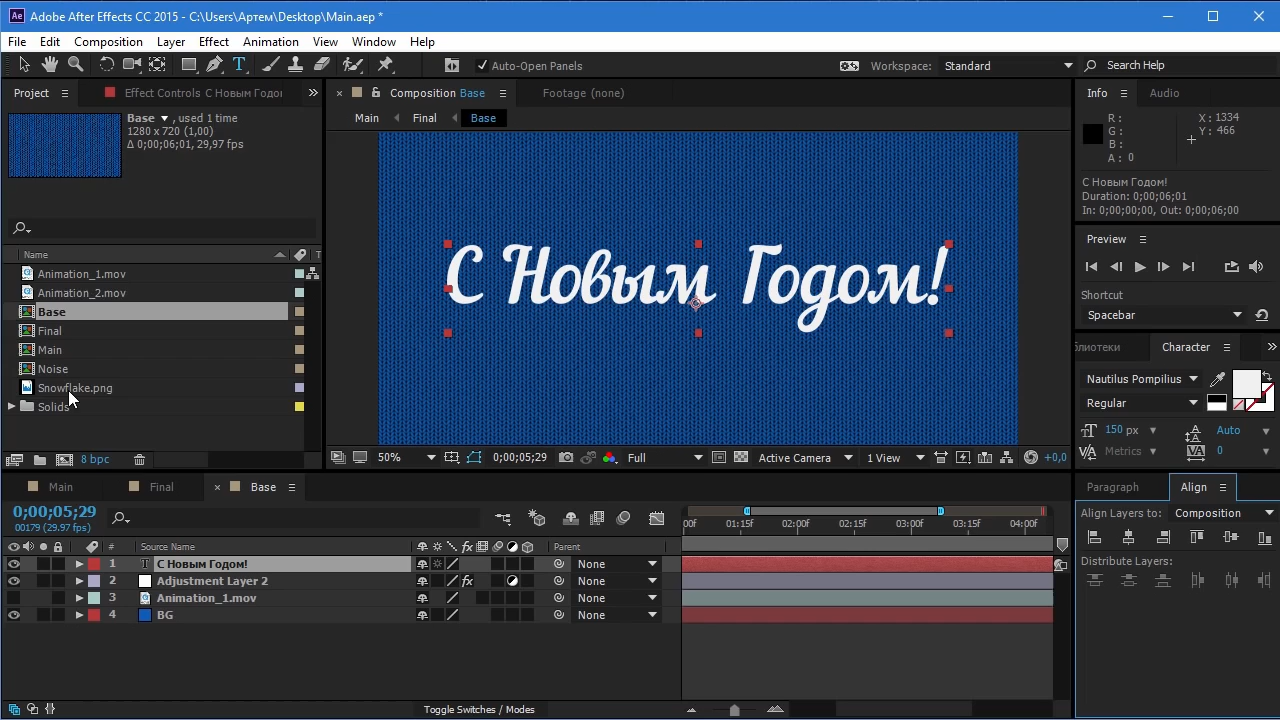 Adobe After Effects CC 2015 - C:\Users\Артем\Desktop\Main.aep *
File Edit Composition Layer Effect Animation View Window Help
Auto-Open Panels
Workspace: Standard
Search Help
Project
Effect Controls С Новым Годом
Composition Base
Footage (none)
Info
Audio
Base , used 1 time
1280 x 720 (1,00)
Δ 0;00;06;01, 29,97 fps
Main Final Base
R :
G :
B :
A : 0
X : 1334
Y : 466
С Новым Годом!
Duration: 0;00;06;01
In: 0;00;00;00, Out: 0;00;06;00
Name
Animation_1.mov
Animation_2.mov
Base
Final
Main
Noise
Snowflake.png
Solids
8 bpc
С Новым Годом!
Preview
Shortcut
Spacebar
блиотеки
Character
Nautilus Pompilius
Regular
150 px
Auto
Metrics
0
50%
0;00;05;29
Full
Active Camera
1 View
+0,0
Main
Final
Base
Paragraph
Align
0;00;05;29
00179 (29.97 fps)
00f 01:15f 02:00f 02:15f 03:00f 03:15f 04:00f
Align Layers to: Composition
Distribute Layers:
# Source Name
Parent
1 T С Новым Годом! None
2 Adjustment Layer 2 fx None
3 Animation_1.mov None
4 BG None
Toggle Switches / Modes